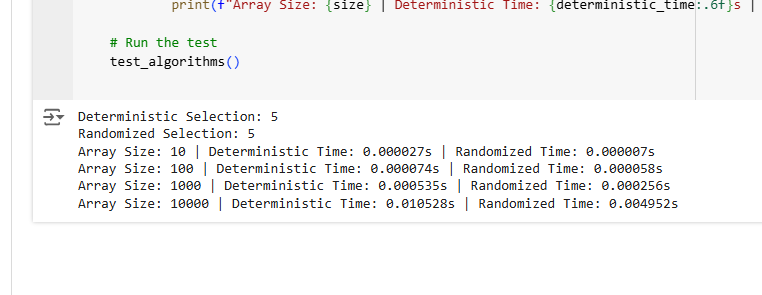 print(f"Array Size: {size} | Deterministic Time: {deterministic_time:.6f}s |
# Run the test
test_algorithms()
Deterministic Selection: 5
Randomized Selection: 5
Array Size: 10 | Deterministic Time: 0.000027s | Randomized Time: 0.000007s
Array Size: 100 | Deterministic Time: 0.000074s | Randomized Time: 0.000058s
Array Size: 1000 | Deterministic Time: 0.000535s | Randomized Time: 0.000256s
Array Size: 10000 | Deterministic Time: 0.010528s | Randomized Time: 0.004952s